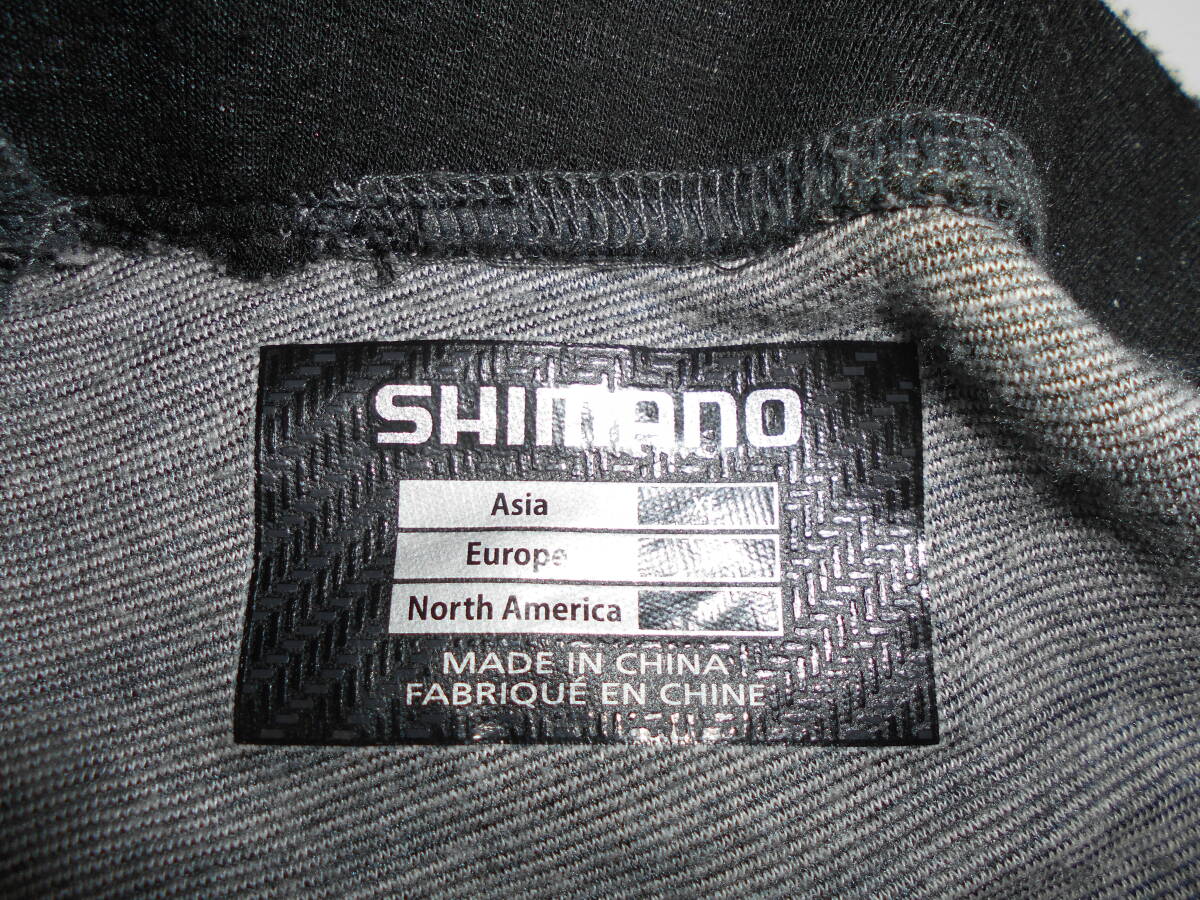 SHIMANO
Asia
Europe
North America
MADE IN CHINA
FABRIQUÉ EN CHINE